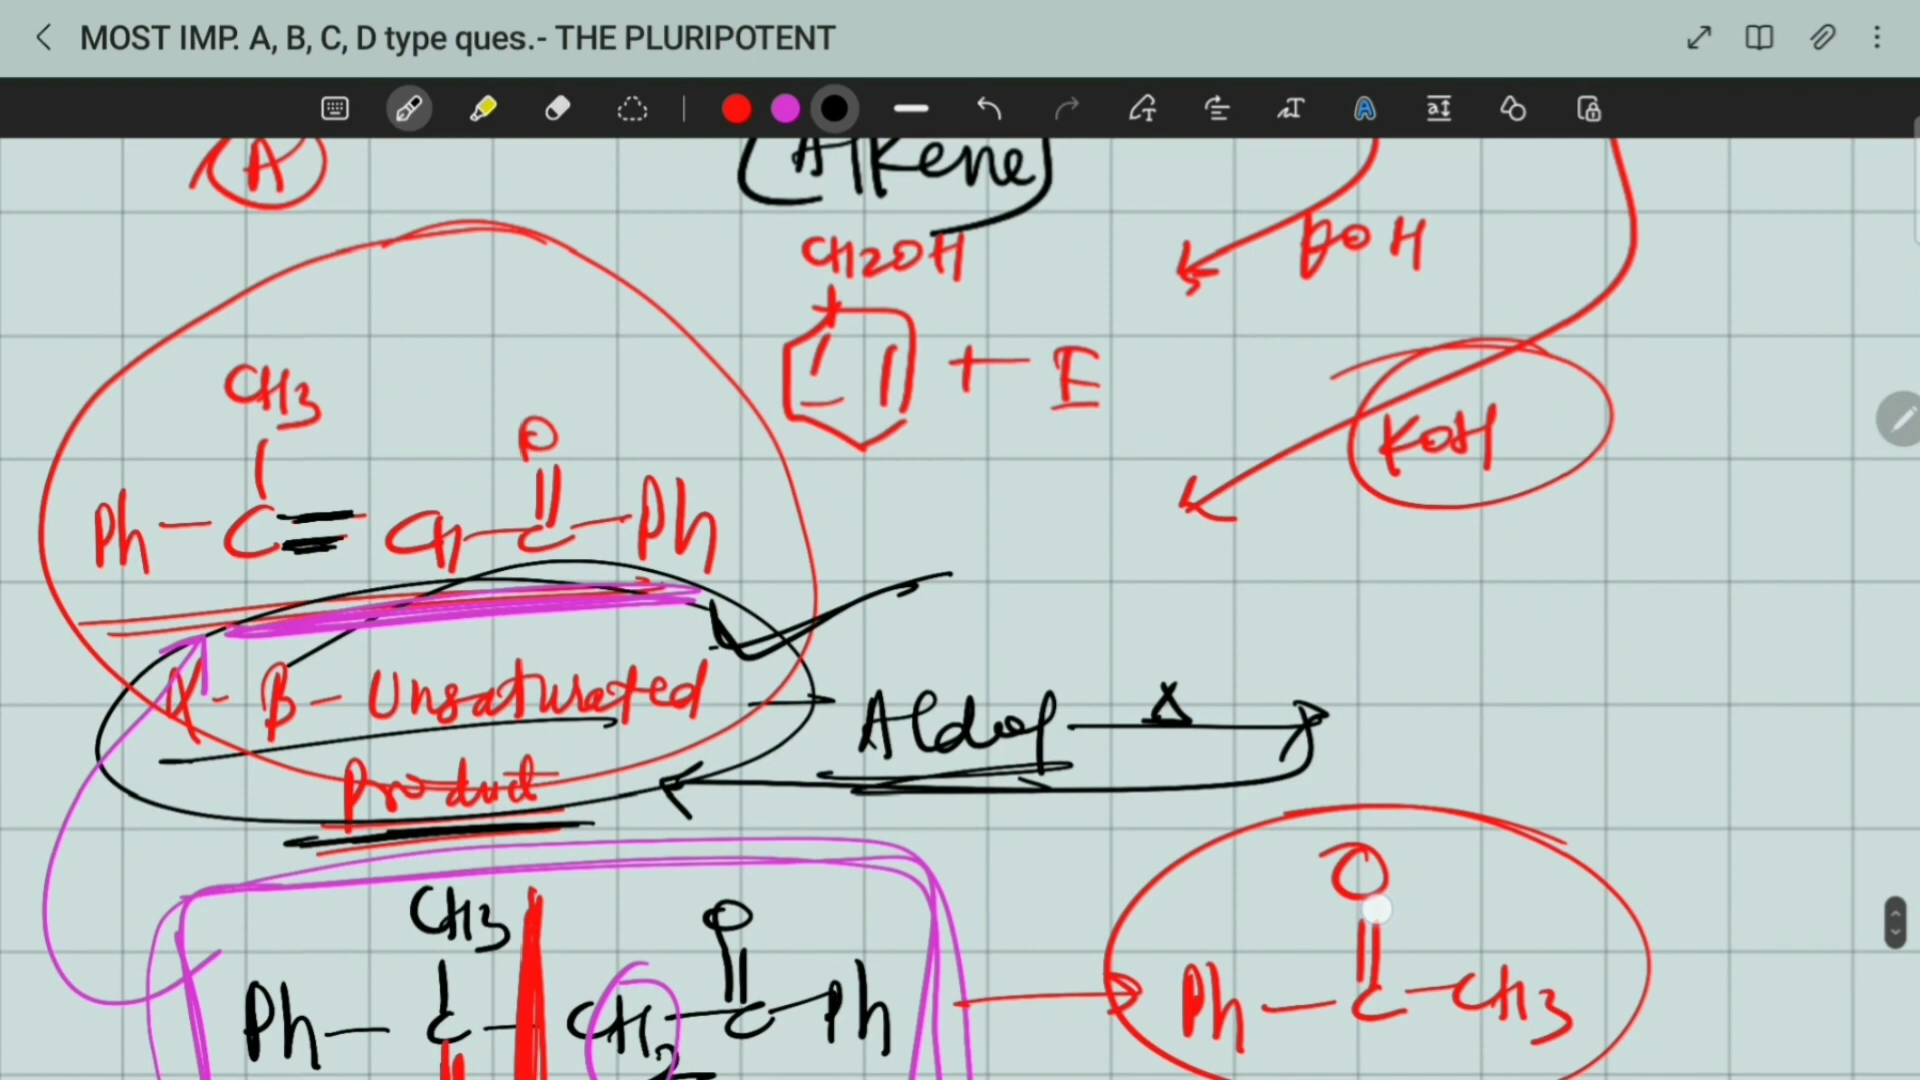 MOST IMP. A, B, C, D type ques.- THE PLURIPOTENT
A
(Alkene)
CH2OH
+ E
KOH
CH3
O
Ph - C = CH - C - Ph
α - β - Unsaturated
Product
Aldol Δ
CH3
O
Ph - C - CH2 - C - Ph
O
Ph - C - CH3